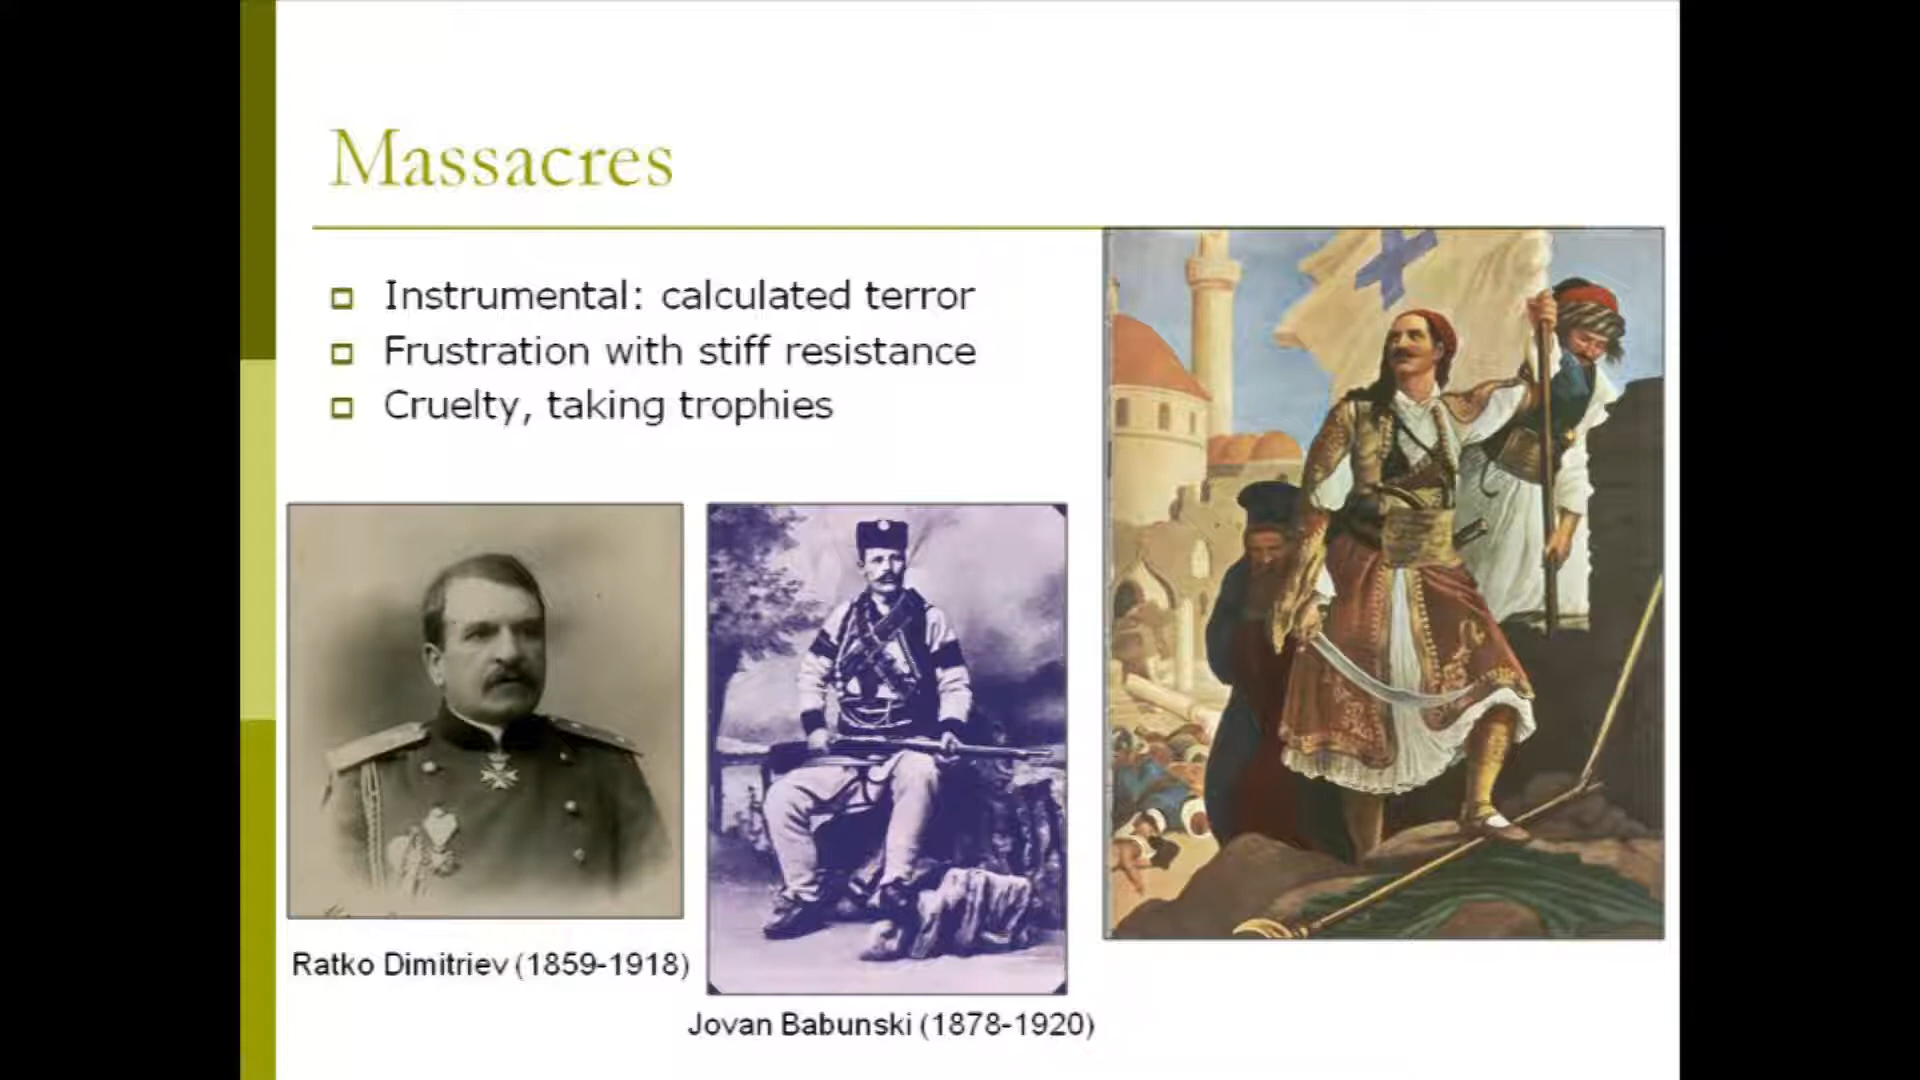 Massacres
Instrumental: calculated terror
Frustration with stiff resistance
Cruelty, taking trophies
Ratko Dimitriev (1859-1918)
Jovan Babunski (1878-1920)